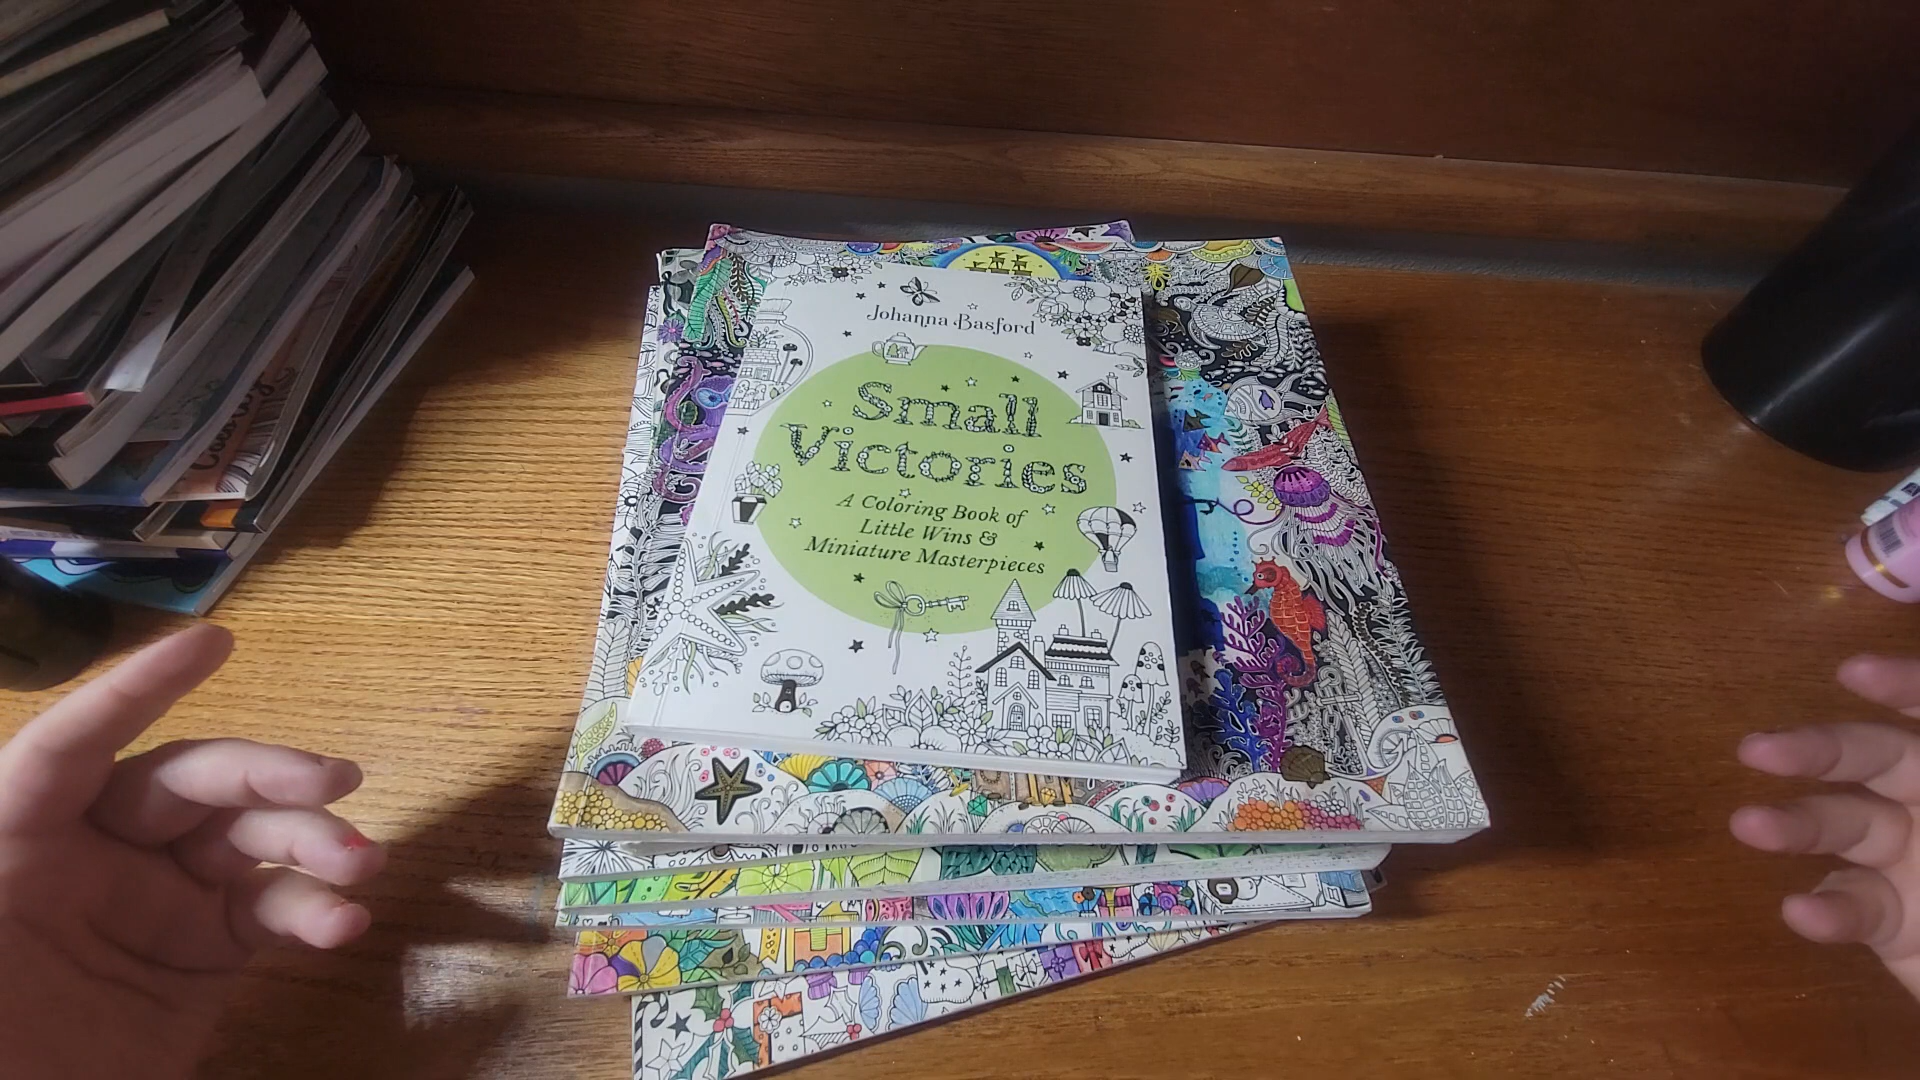 Johanna Basford
Small
Victories
A Coloring Book of
Little Wins &
Miniature Masterpieces